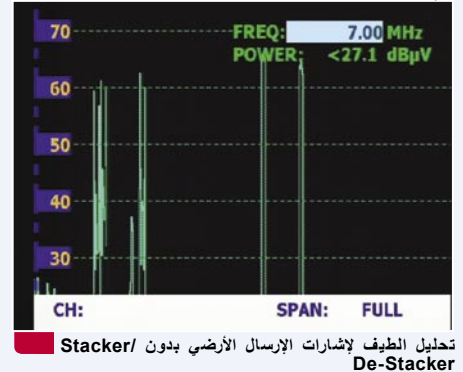 70
FREQ: 7.00 MHz
POWER: <27.1 dBµV
60
50
40
30
CH: SPAN: FULL
تحليل الطيف لإشارات الإرسال الأرضي بدون Stacker/
De-Stacker